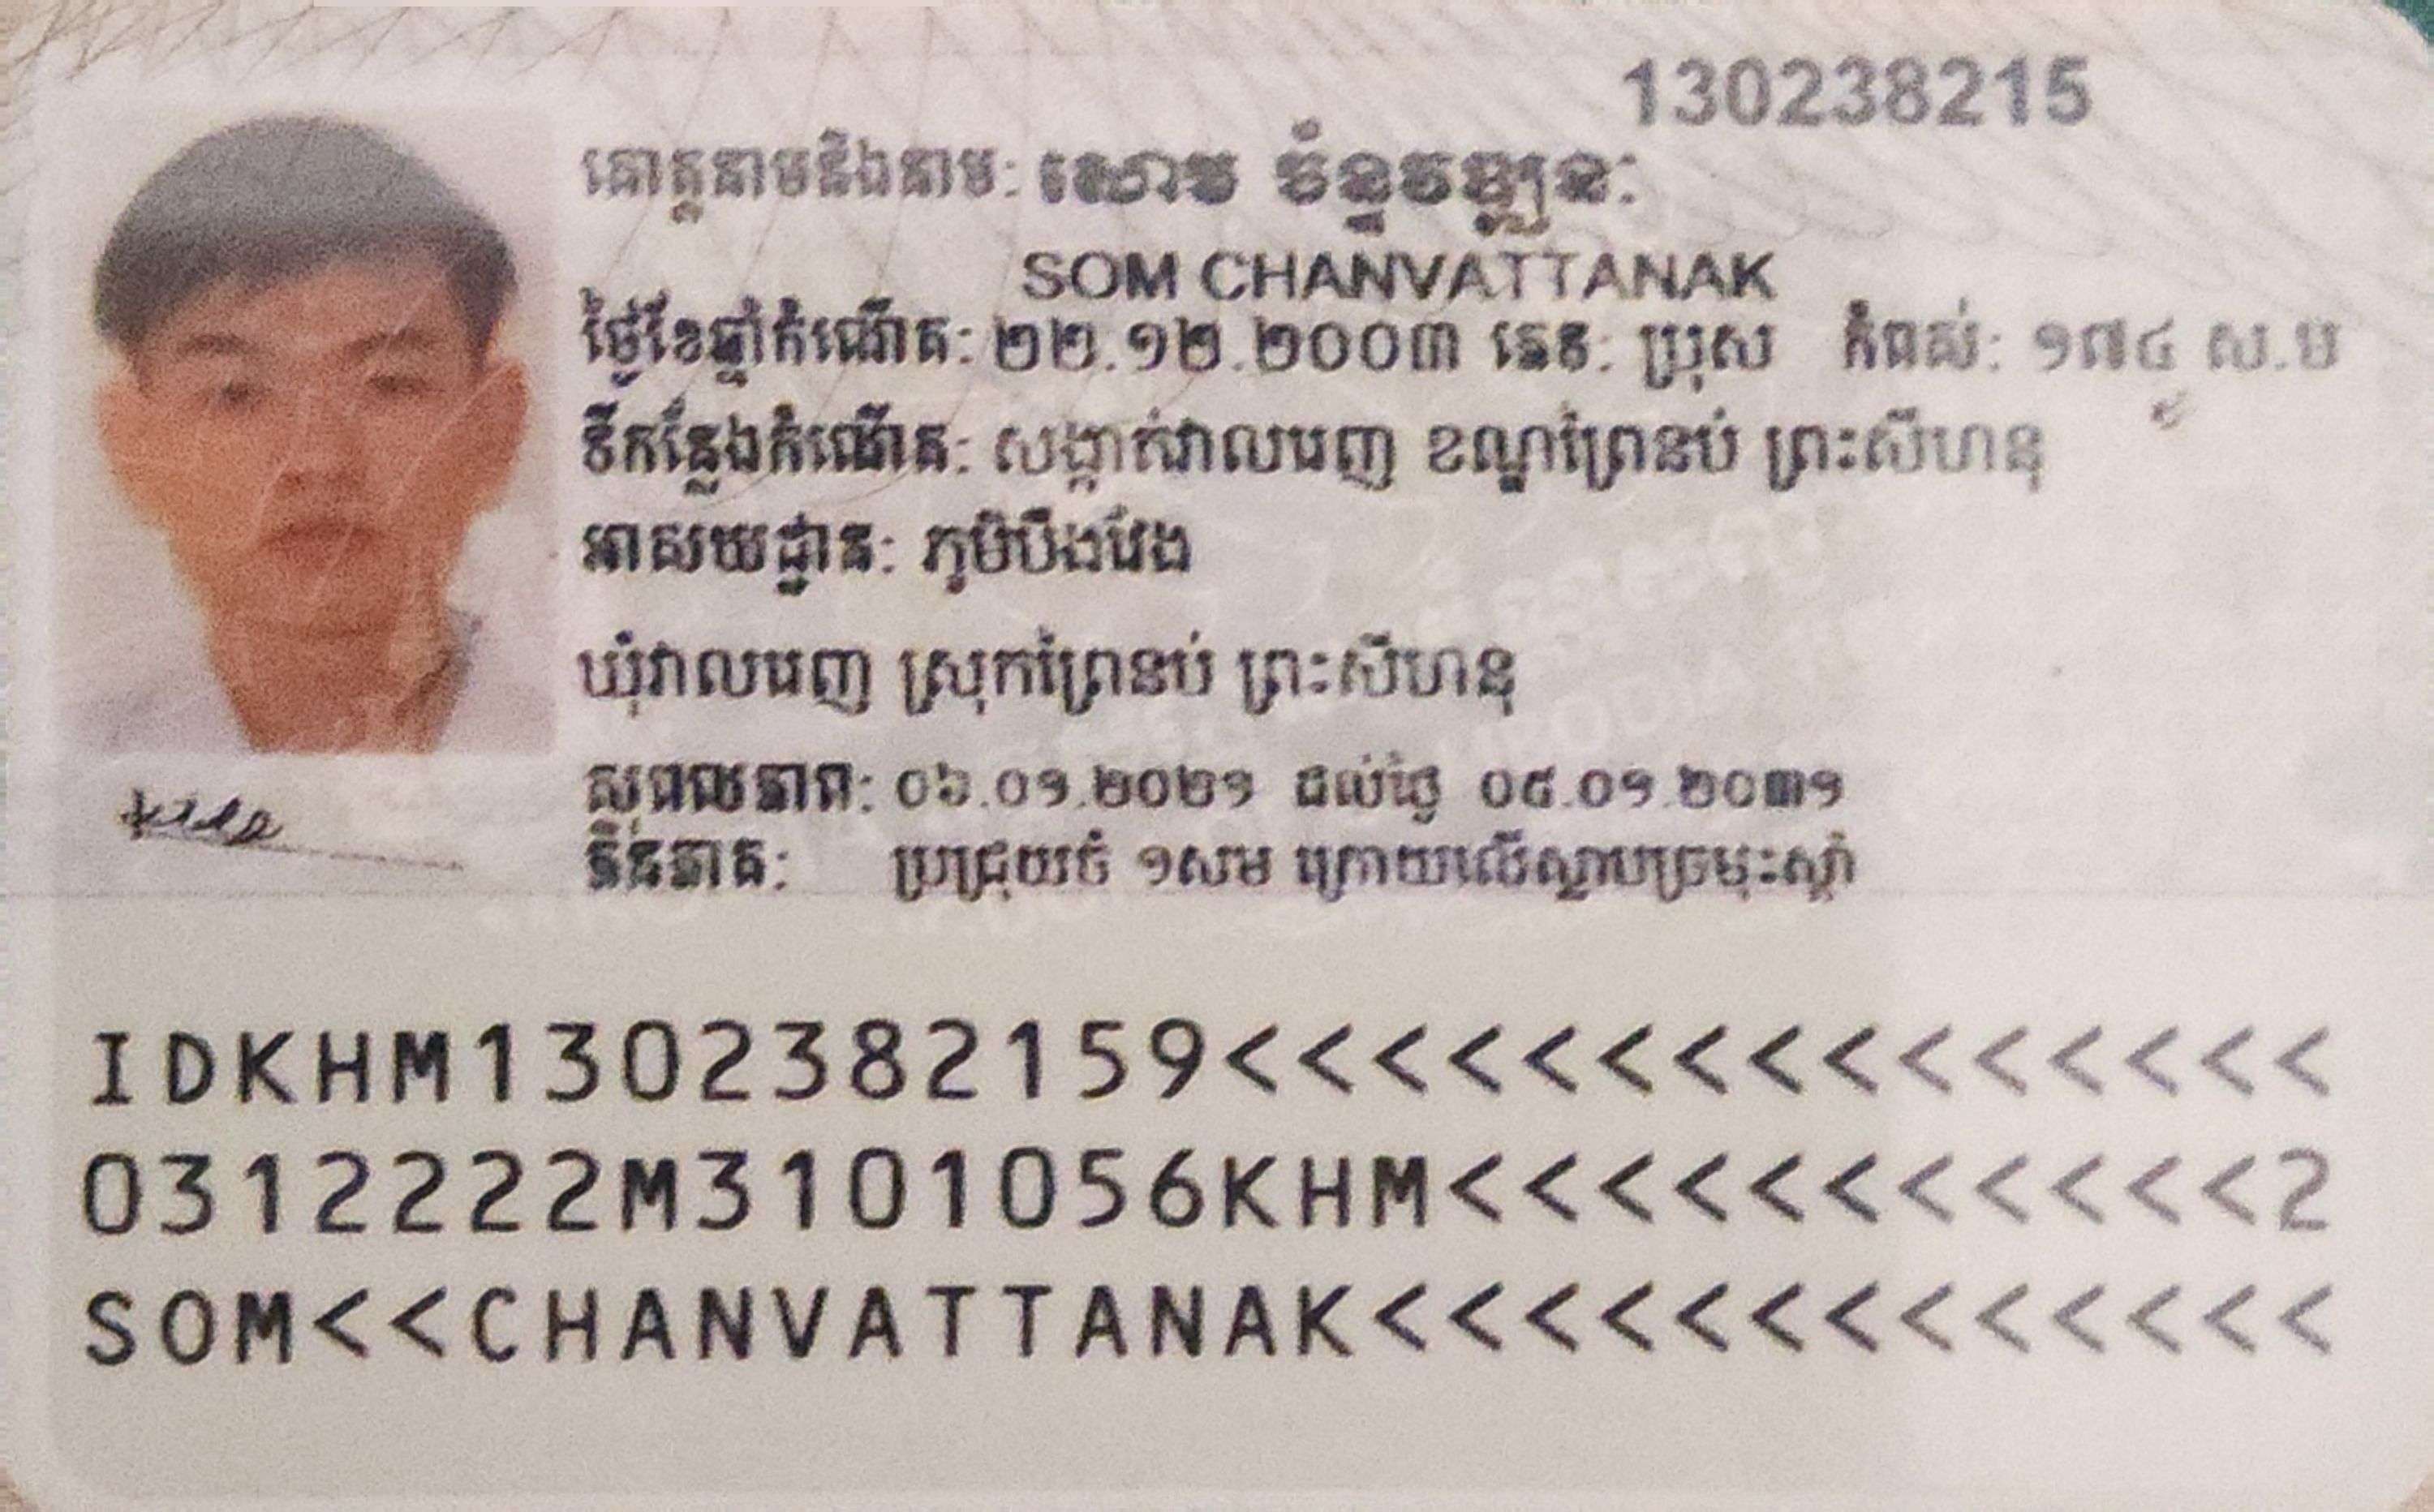 130238215
គោត្តនាមនិងនាម: សោម ច័ន្ទវឌ្ឍនៈ
SOM CHANVATTANAK
ថ្ងៃខែឆ្នាំកំណើត: ២២.១២.២០០៣ ភេទ: ប្រុស កំពស់: ១៧៤ ស.ម
ទីកន្លែងកំណើត: សង្កាត់វាលធញ់ ខណ្ឌព្រៃនប់ ព្រះសីហនុ
អាសយដ្ឋាន: ភូមិបឹងវែង
ឃុំវាលធញ់ ស្រុកព្រៃនប់ ព្រះសីហនុ
សុពលភាព: ០៦.០១.២០២១ ដល់ថ្ងៃ ០៥.០១.២០៣១
ភិនភាគ: ប្រជ្រុយធំ ១សម ក្រោយលើស្លាបច្រមុះស្តាំ
IDKHM1302382159<<<<<<<<<<<<<<<
0312222M3101056KHM<<<<<<<<<<<2
SOM<<CHANVATTANAK<<<<<<<<<<<<<